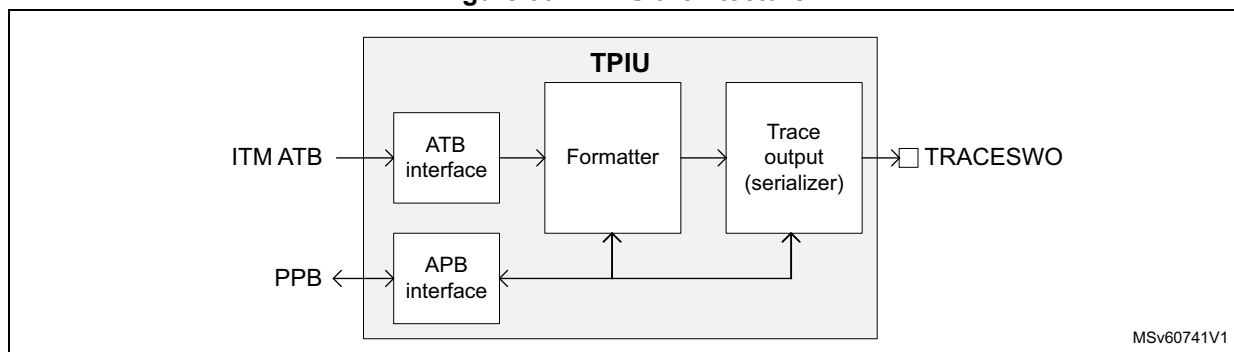 TPIU
ITM ATB
ATB
interface
Formatter
Trace
output
(serializer)
TRACESWO
PPB
APB
interface
MSv60741V1